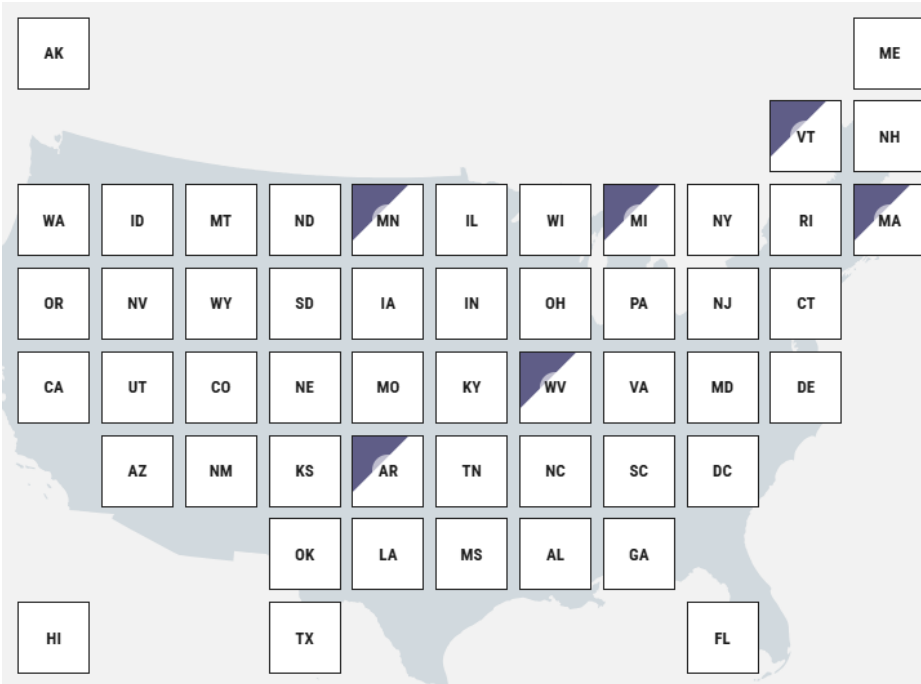 AK ME
VT NH
WA ID MT ND MN IL WI MI NY RI MA
OR NV WY SD IA IN OH PA NJ CT
CA UT CO NE MO KY WV VA MD DE
AZ NM KS AR TN NC SC DC
OK LA MS AL GA
HI TX FL